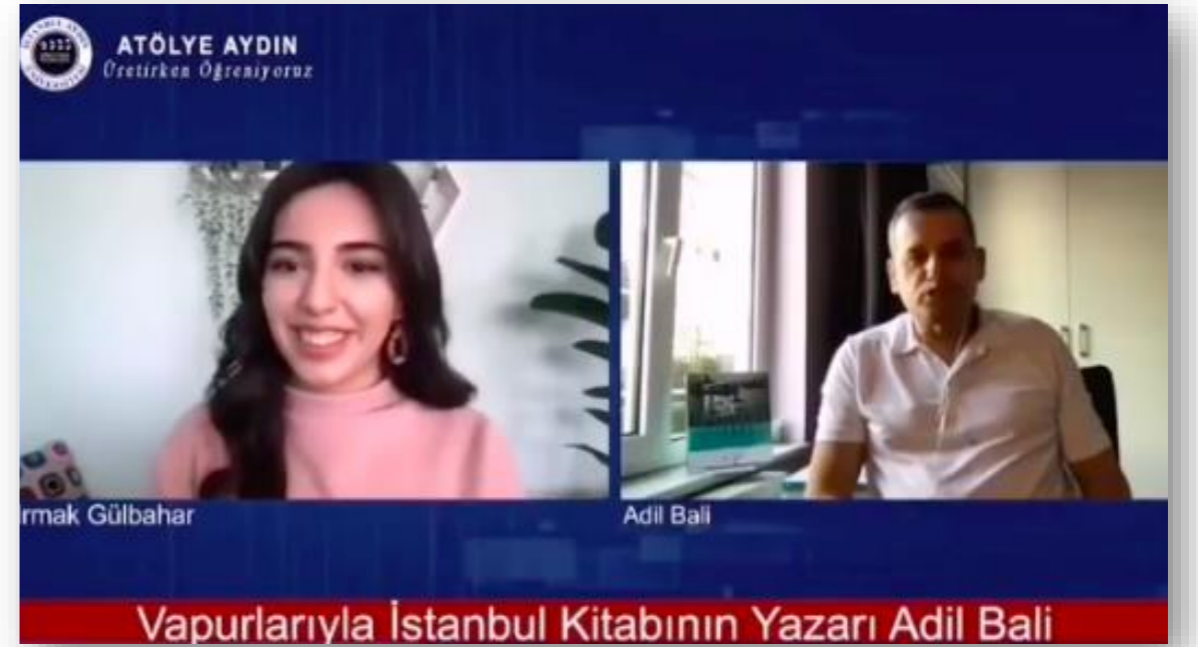 ATÖLYE AYDIN
Üretirken Öğreniyoruz
rmak Gülbahar
Adil Bali
Vapurlarıyla İstanbul Kitabının Yazarı Adil Bali